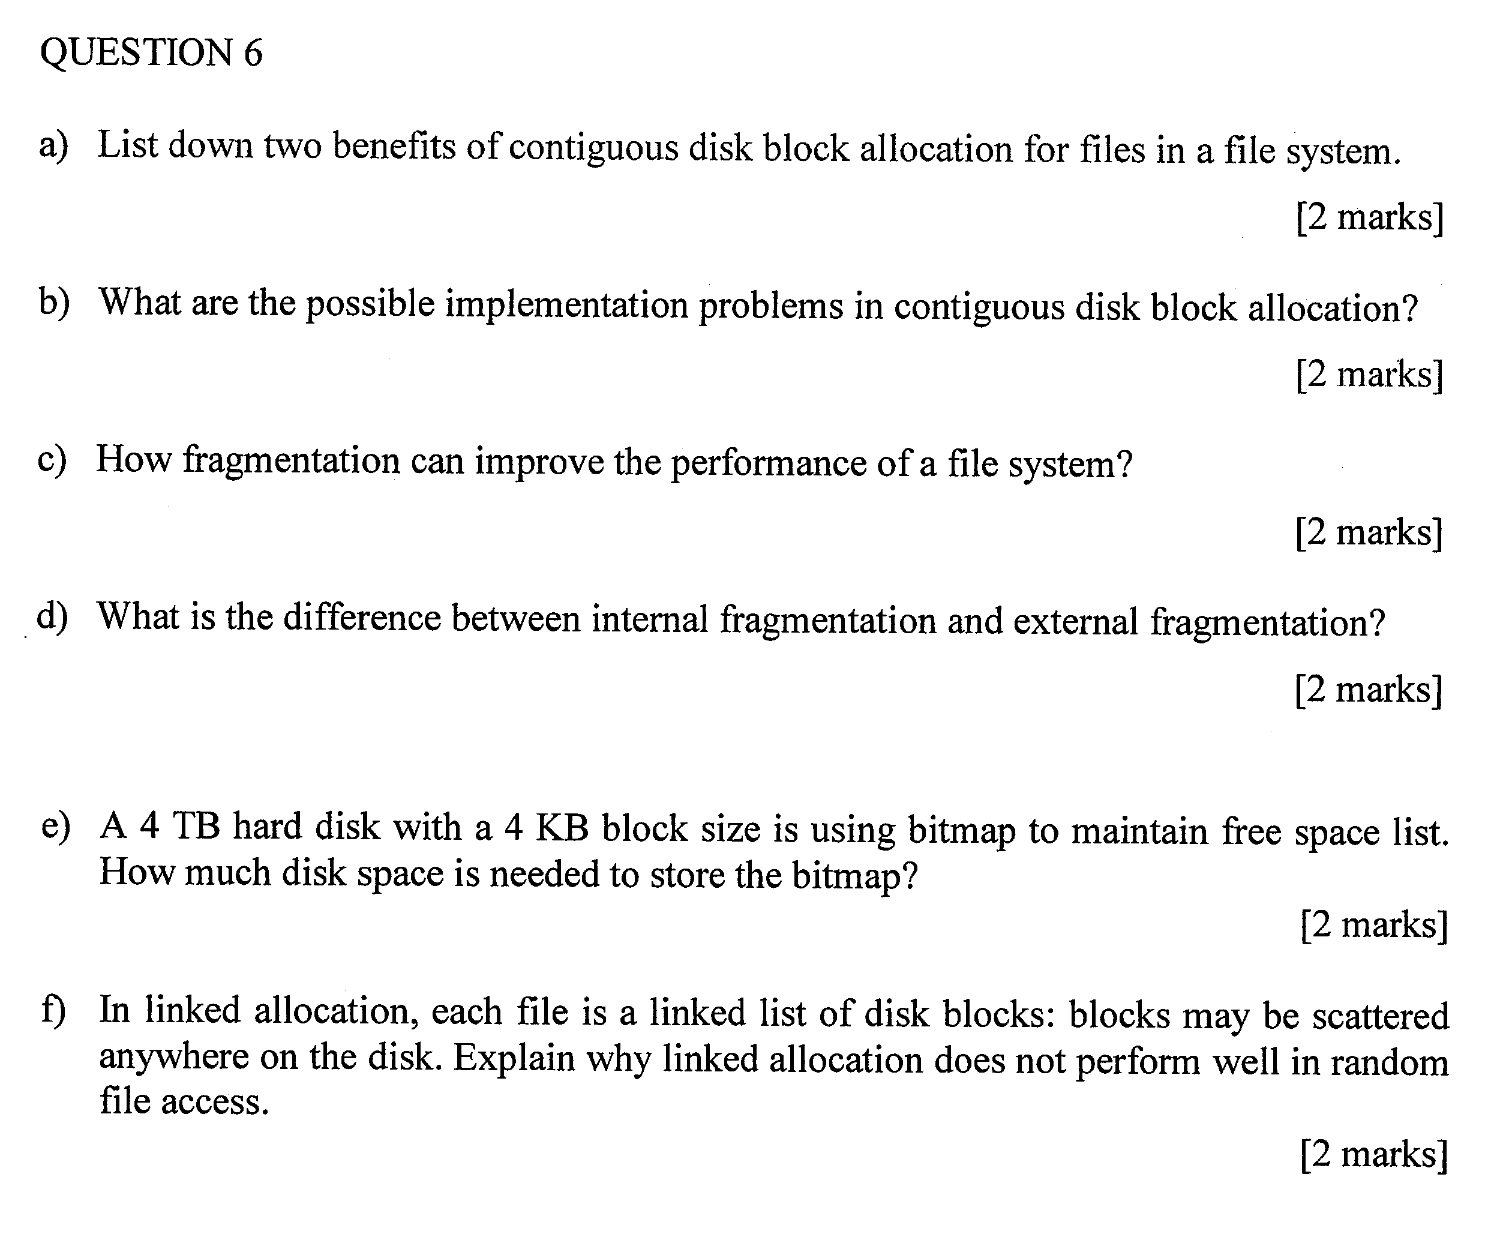 QUESTION 6
a) List down two benefits of contiguous disk block allocation for files in a file system.
[2 marks]
b) What are the possible implementation problems in contiguous disk block allocation?
[2 marks]
c) How fragmentation can improve the performance of a file system?
[2 marks]
d) What is the difference between internal fragmentation and external fragmentation?
[2 marks]
e) A 4 TB hard disk with a 4 KB block size is using bitmap to maintain free space list.
How much disk space is needed to store the bitmap?
[2 marks]
f) In linked allocation, each file is a linked list of disk blocks: blocks may be scattered
anywhere on the disk. Explain why linked allocation does not perform well in random
file access.
[2 marks]